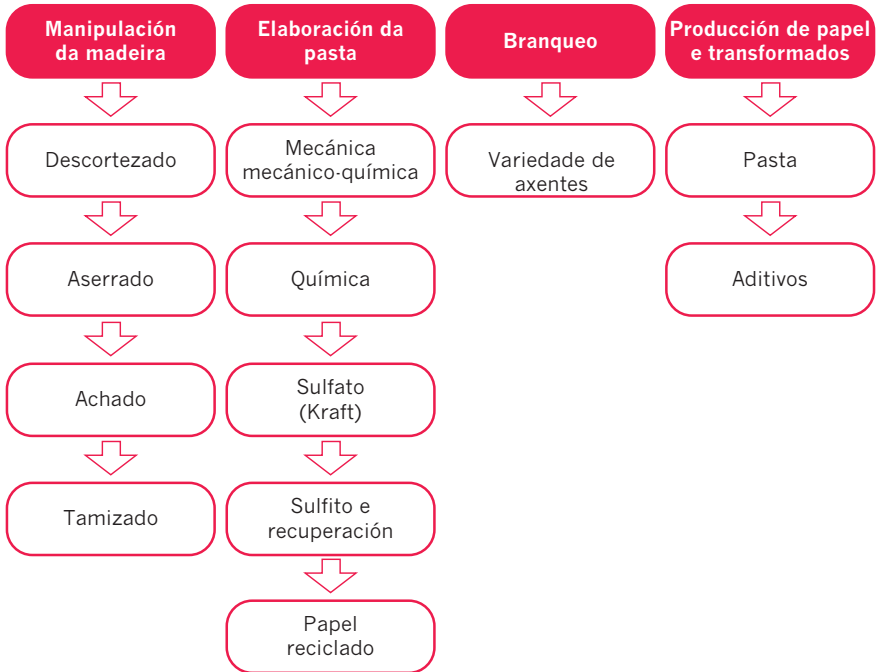 Manipulación
da madeira
Descortezado
Aserrado
Achado
Tamizado
Elaboración da
pasta
Mecánica
mecánico-química
Química
Sulfato
(Kraft)
Sulfito e
recuperación
Papel
reciclado
Branqueo
Variedade de
axentes
Producción de papel
e transformados
Pasta
Aditivos